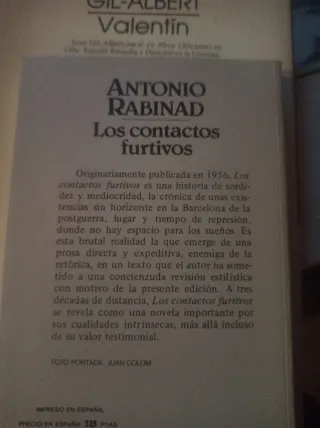 GIL-ALBERT
Valentín
ANTONIO
RABINAD
Los contactos
furtivos
Originariamente publicada en 1956, Los
contactos furtivos es una historia de sordi-
dez y mediocridad, la crónica de unas exis-
tencias sin horizonte en la Barcelona de la
postguerra, lugar y tiempo de represión,
donde no hay espacio para los sueños. Es
esta brutal realidad la que emerge de una
prosa directa y expeditiva, enemiga de la
retórica, en un texto que el autor ha some-
tido a una concienzuda revisión estilística
con motivo de la presente edición. A tres
décadas de distancia, Los contactos furtivos
se revela como una novela importante por
sus cualidades intrínsecas, más allá incluso
de su valor testimonial.
FOTO PORTADA: JUAN COLOM
IMPRESO EN ESPAÑA
PRECIO EN ESPAÑA 325 PTAS